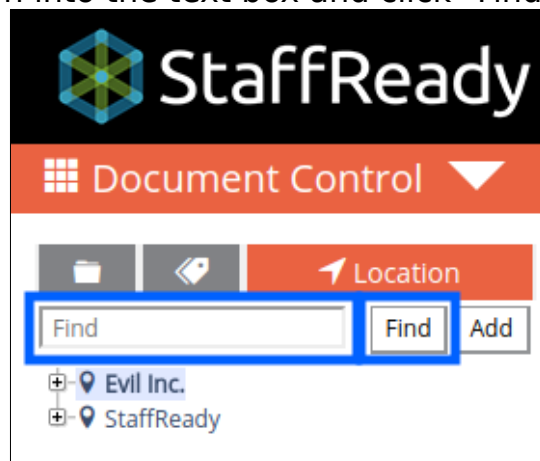 n into the text box and click "Find
StaffReady
Document Control
Location
Find Find Add
Evil Inc.
StaffReady